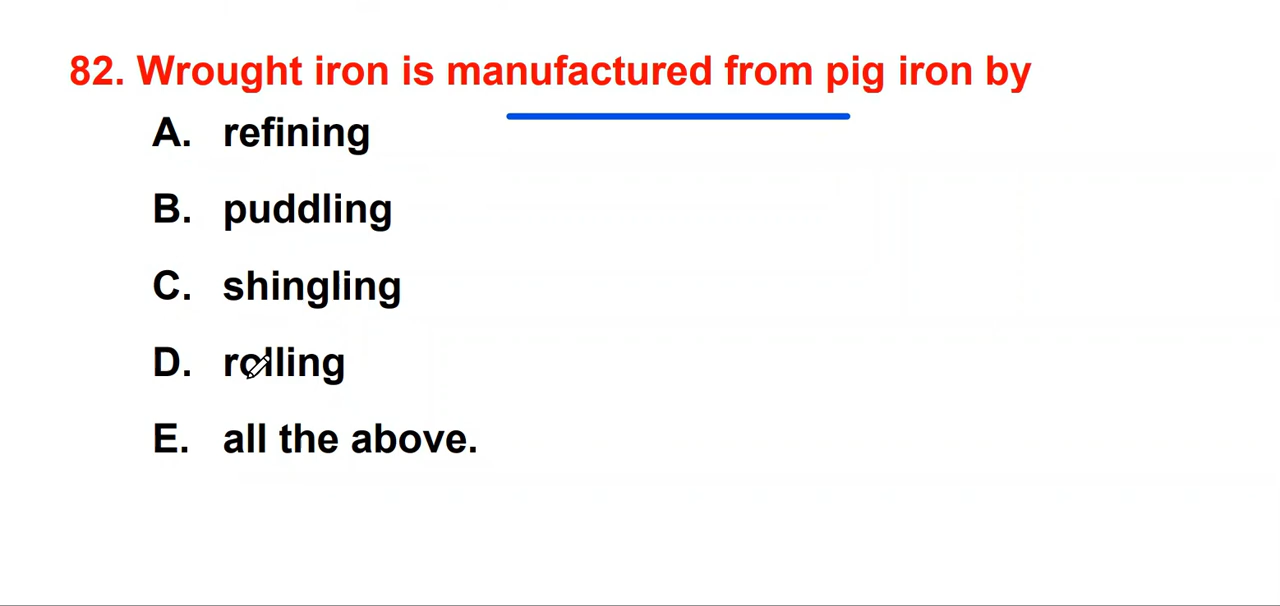 82. Wrought iron is manufactured from pig iron by
A. refining
B. puddling
C. shingling
D. rolling
E. all the above.